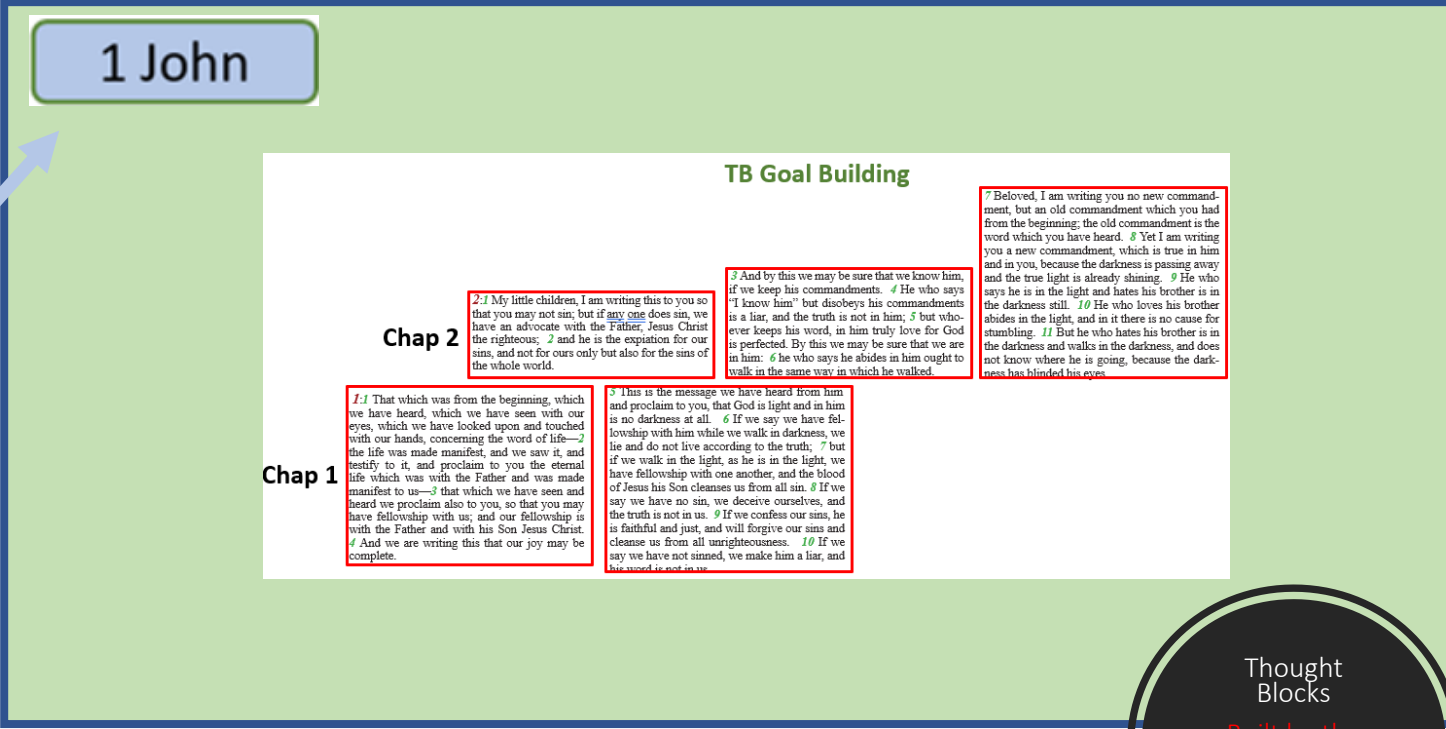 1 John
TB Goal Building
7 Beloved, I am writing you no new command-
ment, but an old commandment which you had
from the beginning; the old commandment is the
word which you have heard. 8 Yet I am writing
you a new commandment, which is true in him
and in you, because the darkness is passing away
and the true light is already shining. 9 He who
says he is in the light and hates his brother is in
the darkness still. 10 He who loves his brother
abides in the light, and in it there is no cause for
stumbling. 11 But he who hates his brother is in
the darkness and walks in the darkness, and does
not know where he is going, because the dark-
ness has blinded his eyes
3 And by this we may be sure that we know him,
if we keep his commandments. 4 He who says
“I know him” but disobeys his commandments
is a liar, and the truth is not in him; 5 but who-
ever keeps his word, in him truly love for God
is perfected. By this we may be sure that we are
in him: 6 he who says he abides in him ought to
walk in the same way in which he walked.
Chap 2
2:1 My little children, I am writing this to you so
that you may not sin; but if any one does sin, we
have an advocate with the Father, Jesus Christ
the righteous; 2 and he is the expiation for our
sins, and not for ours only but also for the sins of
the whole world.
Chap 1
1:1 That which was from the beginning, which
we have heard, which we have seen with our
eyes, which we have looked upon and touched
with our hands, concerning the word of life—2
the life was made manifest, and we saw it, and
testify to it, and proclaim to you the eternal
life which was with the Father and was made
manifest to us—3 that which we have seen and
heard we proclaim also to you, so that you may
have fellowship with us; and our fellowship is
with the Father and with his Son Jesus Christ.
4 And we are writing this that our joy may be
complete.
5 This is the message we have heard from him
and proclaim to you, that God is light and in him
is no darkness at all. 6 If we say we have fel-
lowship with him while we walk in darkness, we
lie and do not live according to the truth; 7 but
if we walk in the light, as he is in the light, we
have fellowship with one another, and the blood
of Jesus his Son cleanses us from all sin. 8 If we
say we have no sin, we deceive ourselves, and
the truth is not in us. 9 If we confess our sins, he
is faithful and just, and will forgive our sins and
cleanse us from all unrighteousness. 10 If we
say we have not sinned, we make him a liar, and
his word is not in us
Thought
Blocks